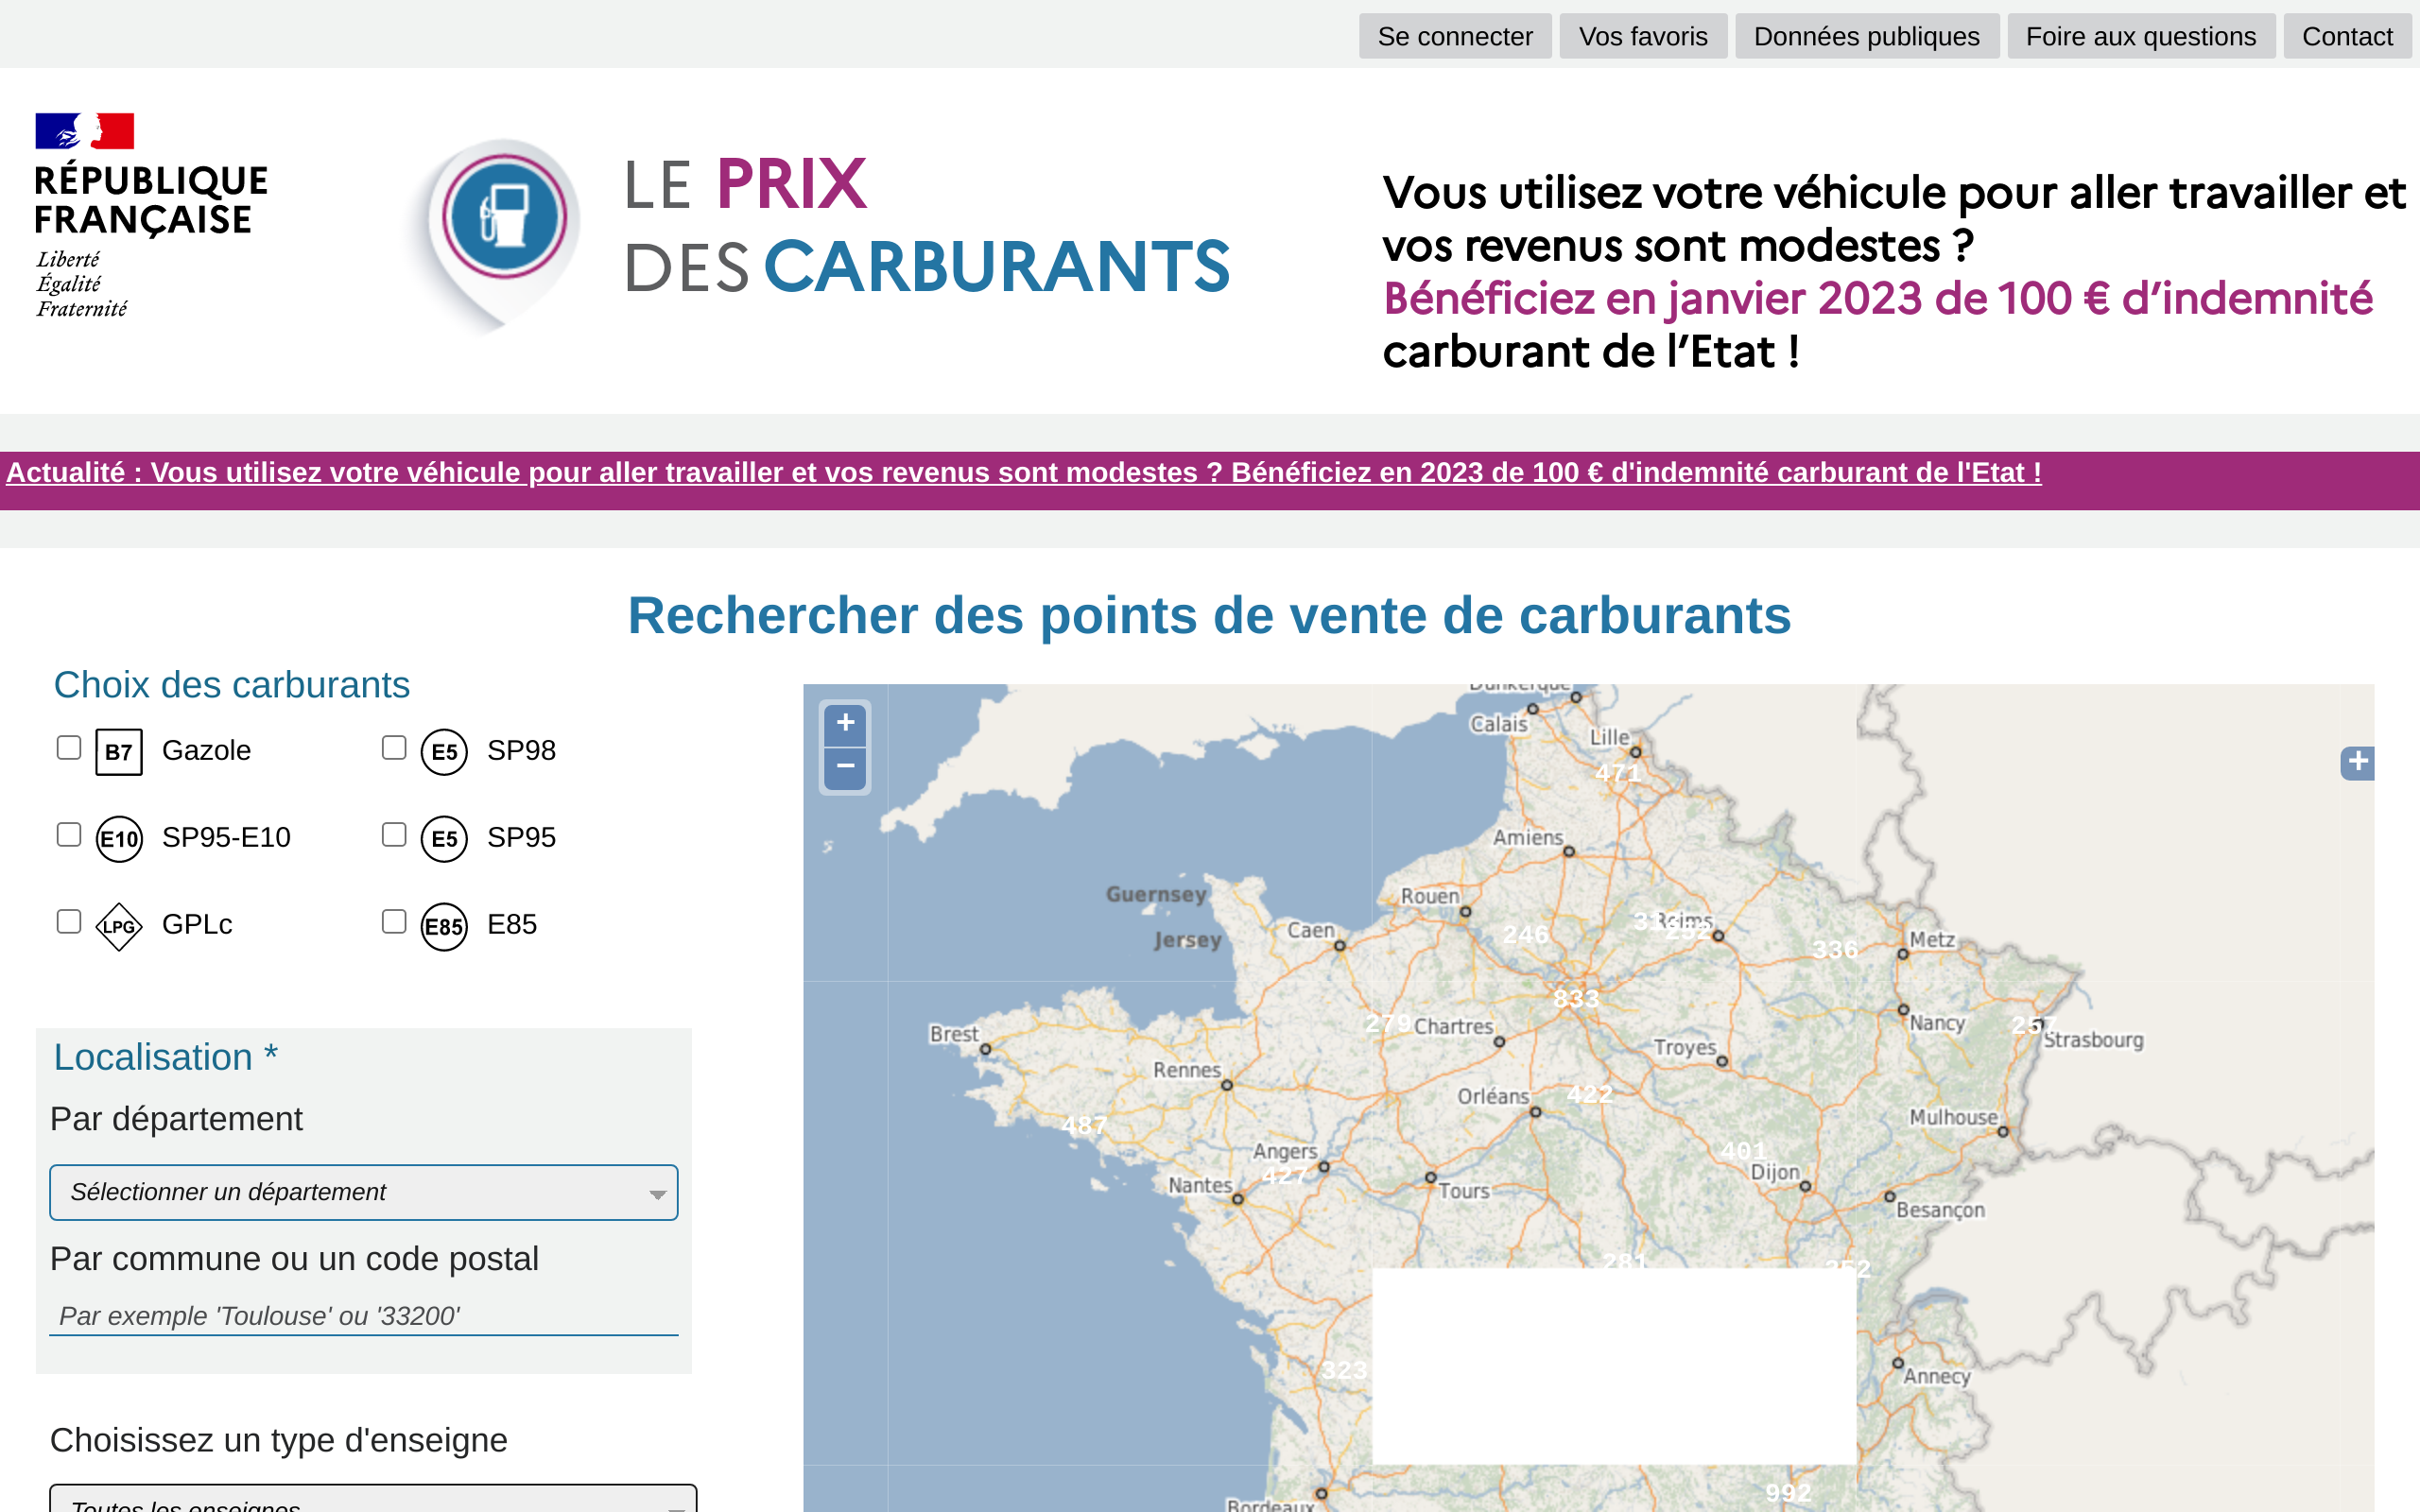 Se connecter
Vos favoris
Données publiques
Foire aux questions
Contact
RÉPUBLIQUE
FRANÇAISE
Liberté
Égalité
Fraternité
LE PRIX
DES CARBURANTS
Vous utilisez votre véhicule pour aller travailler et
vos revenus sont modestes ?
Bénéficiez en janvier 2023 de 100 € d’indemnité
carburant de l’Etat !
Actualité : Vous utilisez votre véhicule pour aller travailler et vos revenus sont modestes ? Bénéficiez en 2023 de 100 € d'indemnité carburant de l'Etat !
Rechercher des points de vente de carburants
Choix des carburants
B7 Gazole
E5 SP98
E10 SP95-E10
E5 SP95
LPG GPLc
E85 E85
Localisation *
Par département
Sélectionner un département
Par commune ou un code postal
Par exemple 'Toulouse' ou '33200'
Choisissez un type d'enseigne
Toutes les enseignes
+
−
+
Dunkerque
Calais
Lille
471
Amiens
Guernsey
Rouen
Jersey
Caen
246
Reims
336
Metz
833
279
Chartres
Brest
Nancy
Strasbourg
Troyes
Rennes
Orléans
422
487
Mulhouse
Angers
427
401
Dijon
Nantes
Tours
Besançon
281
323
Annecy
992
Bordeaux